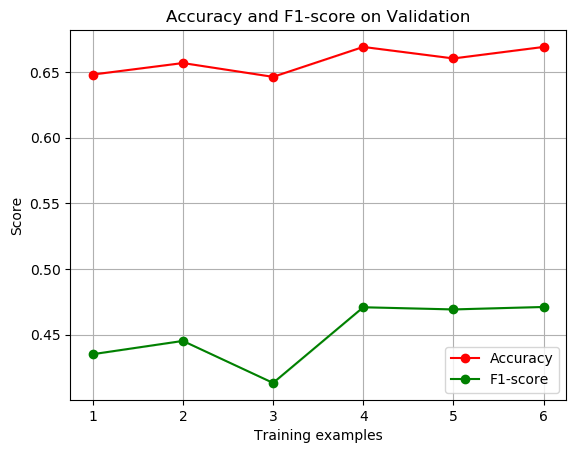 Accuracy and F1-score on Validation
0.65
0.60
0.55
0.50
0.45
Score
1 2 3 4 5 6
Training examples
Accuracy
F1-score